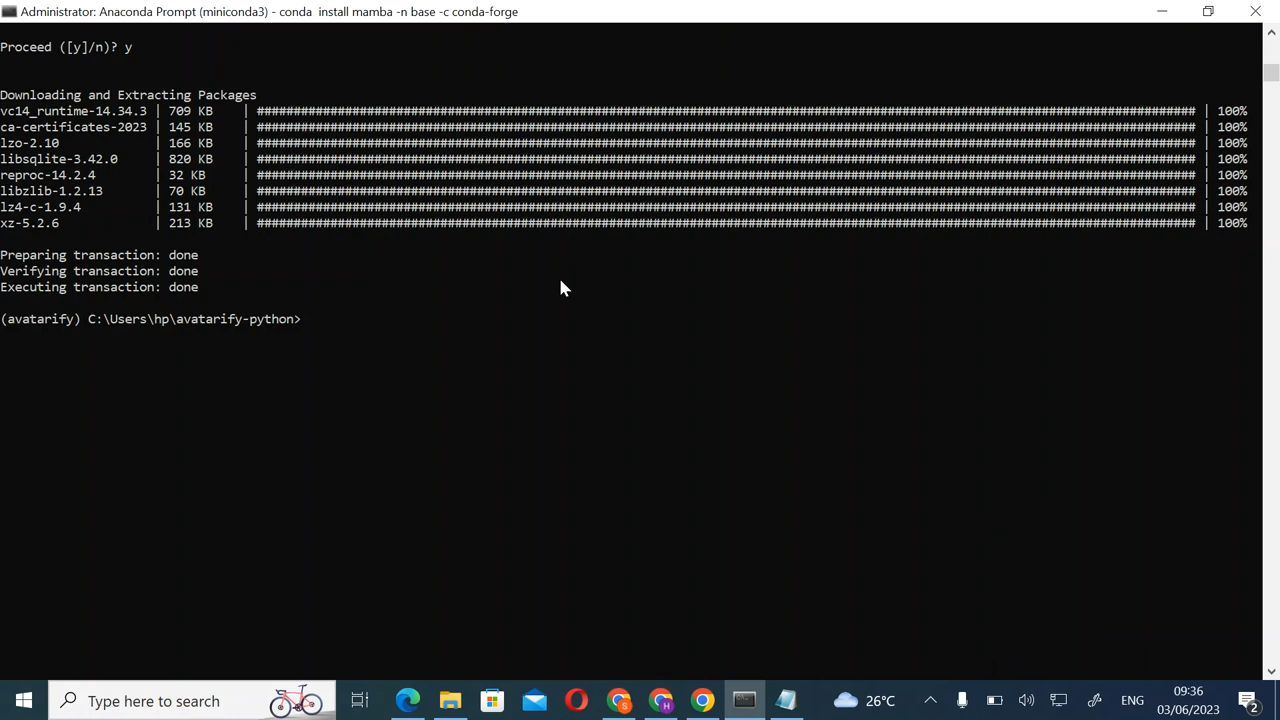 Administrator: Anaconda Prompt (miniconda3) - conda  install mamba -n base -c conda-forge
Proceed ([y]/n)? y
Downloading and Extracting Packages
vc14_runtime-14.34.3 | 709 KB    | ################################################################################################################################ | 100%
ca-certificates-2023 | 145 KB    | ################################################################################################################################ | 100%
lzo-2.10             | 166 KB    | ################################################################################################################################ | 100%
libsqlite-3.42.0     | 820 KB    | ################################################################################################################################ | 100%
reproc-14.2.4        | 32 KB     | ################################################################################################################################ | 100%
libzlib-1.2.13       | 70 KB     | ################################################################################################################################ | 100%
lz4-c-1.9.4          | 131 KB    | ################################################################################################################################ | 100%
xz-5.2.6             | 213 KB    | ################################################################################################################################ | 100%
Preparing transaction: done
Verifying transaction: done
Executing transaction: done
(avatarify) C:\Users\hp\avatarify-python>
Type here to search
S
H
26°C
ENG
09:36
03/06/2023
2